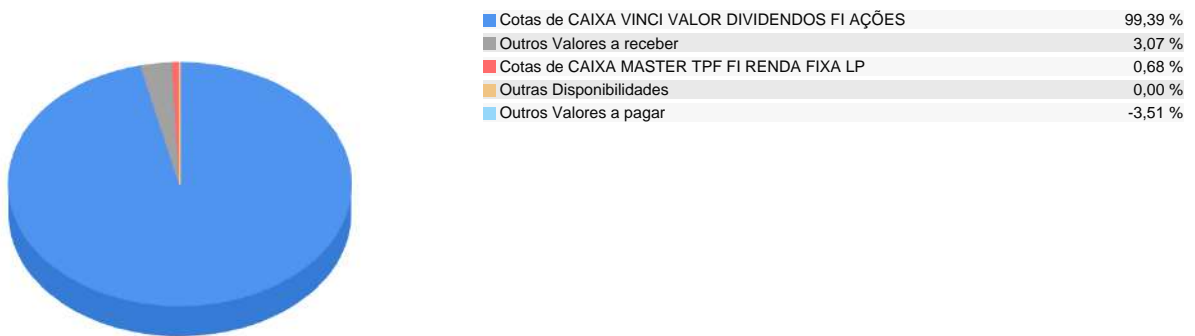 Cotas de CAIXA VINCI VALOR DIVIDENDOS FI AÇÕES 99,39 %
Outros Valores a receber 3,07 %
Cotas de CAIXA MASTER TPF FI RENDA FIXA LP 0,68 %
Outras Disponibilidades 0,00 %
Outros Valores a pagar -3,51 %